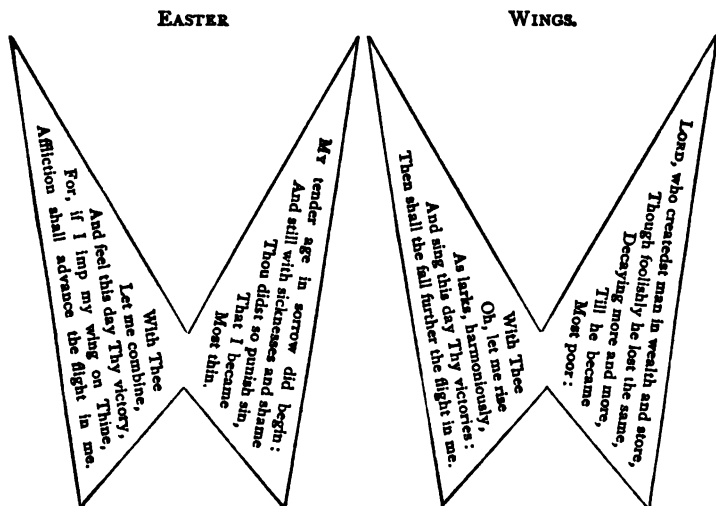 EASTER WINGS.
LORD, who createdst man in wealth and store,
Though foolishly he lost the same,
Decaying more and more,
Till he became
Most poor:
With Thee
Oh, let me rise
As larks, harmoniously,
And sing this day Thy victories:
Then shall the fall further the flight in me.
MY tender age in sorrow did begin:
And still with sicknesses and shame
Thou didst so punish sin,
That I became
Most thin.
With Thee
Let me combine,
And feel this day Thy victory,
For, if I imp my wing on Thine,
Affliction shall advance the flight in me.